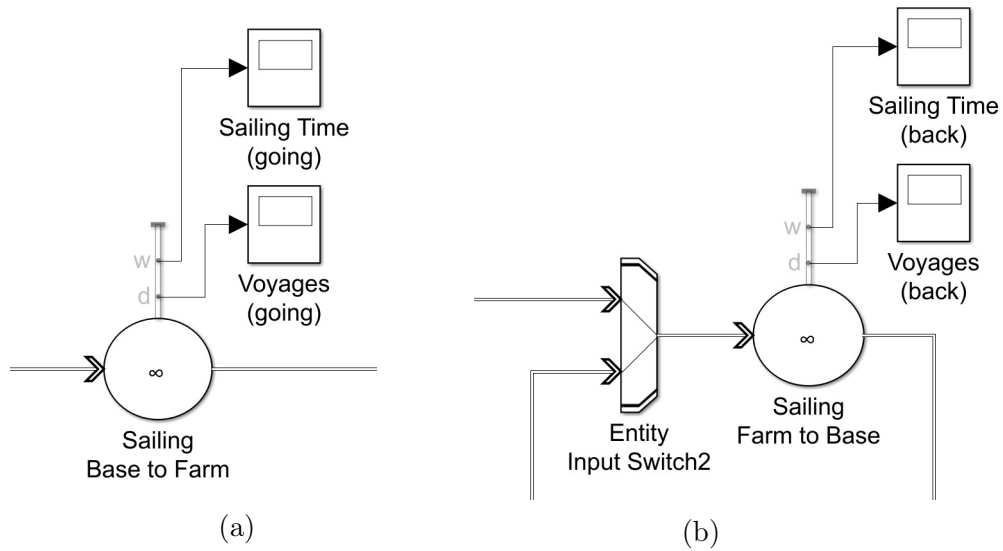 Sailing Time
(going)
w
d
Voyages
(going)
∞
Sailing
Base to Farm
(a)
Sailing Time
(back)
w
d
Voyages
(back)
∞
Entity
Input Switch2
Sailing
Farm to Base
(b)